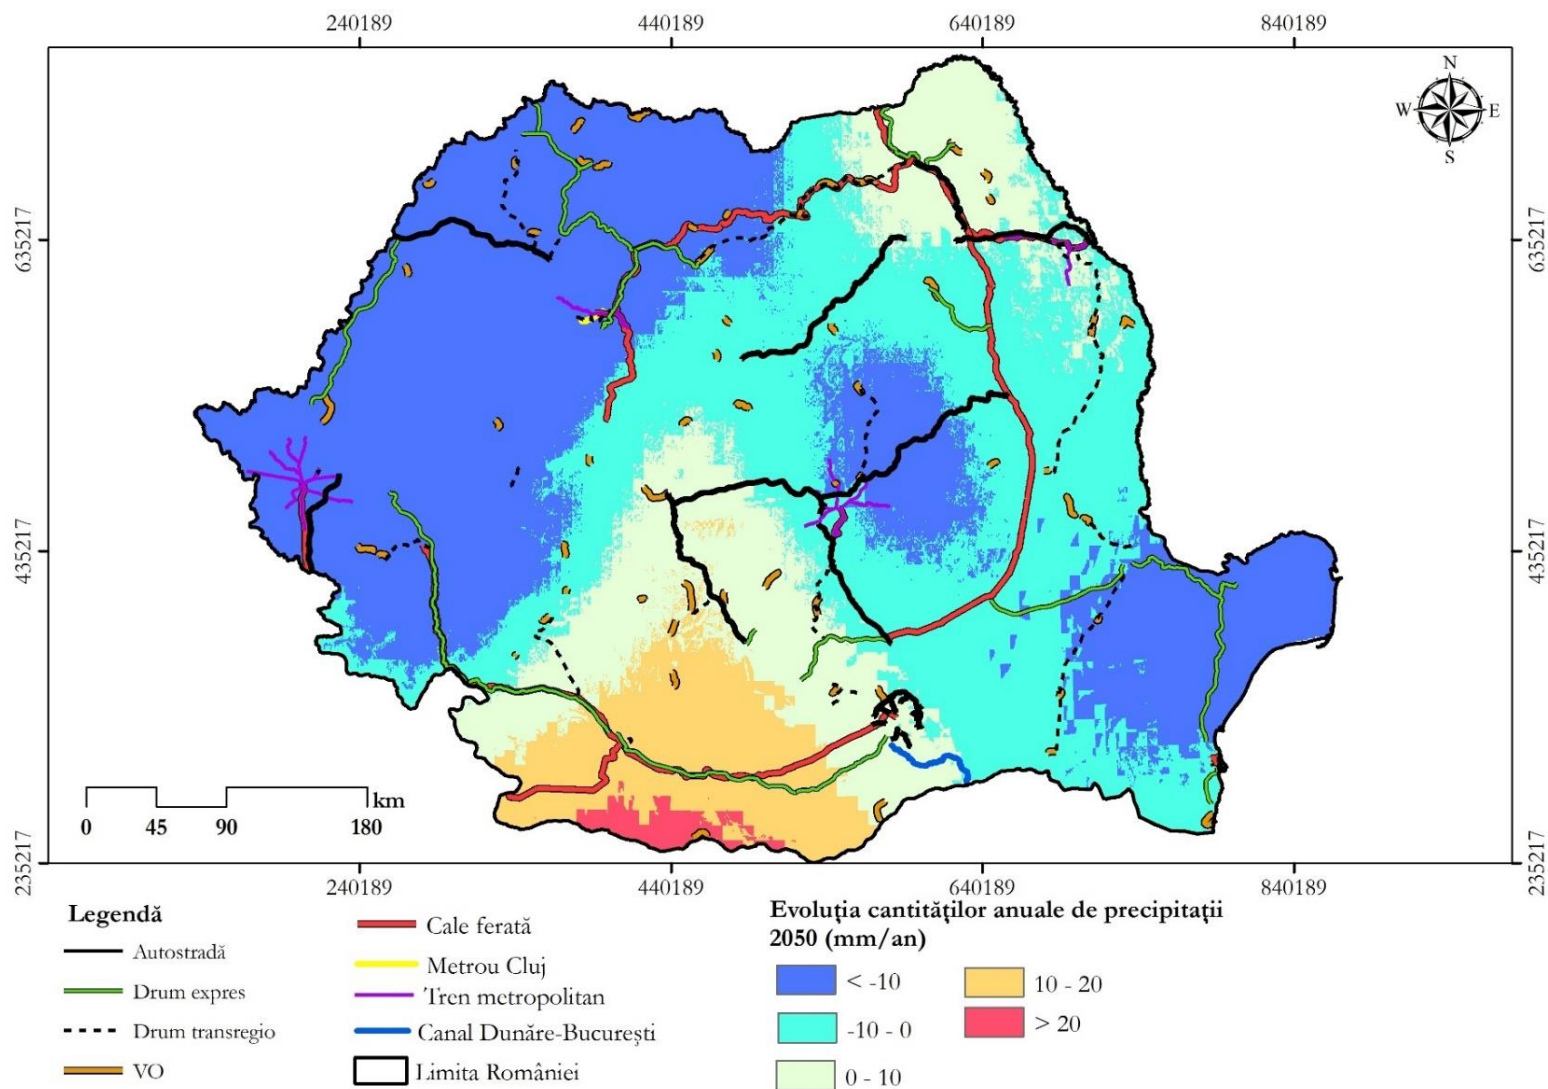 240189 440189 640189 840189
N
W E
S
635217 635217
435217 435217
235217 235217
km
0 45 90 180
240189 440189 640189 840189
Legendă
Autostradă
Drum expres
Drum transregio
VO
Cale ferată
Metrou Cluj
Tren metropolitan
Canal Dunăre-București
Limita României
Evoluția cantităților anuale de precipitații
2050 (mm/an)
< -10
-10 - 0
0 - 10
10 - 20
> 20